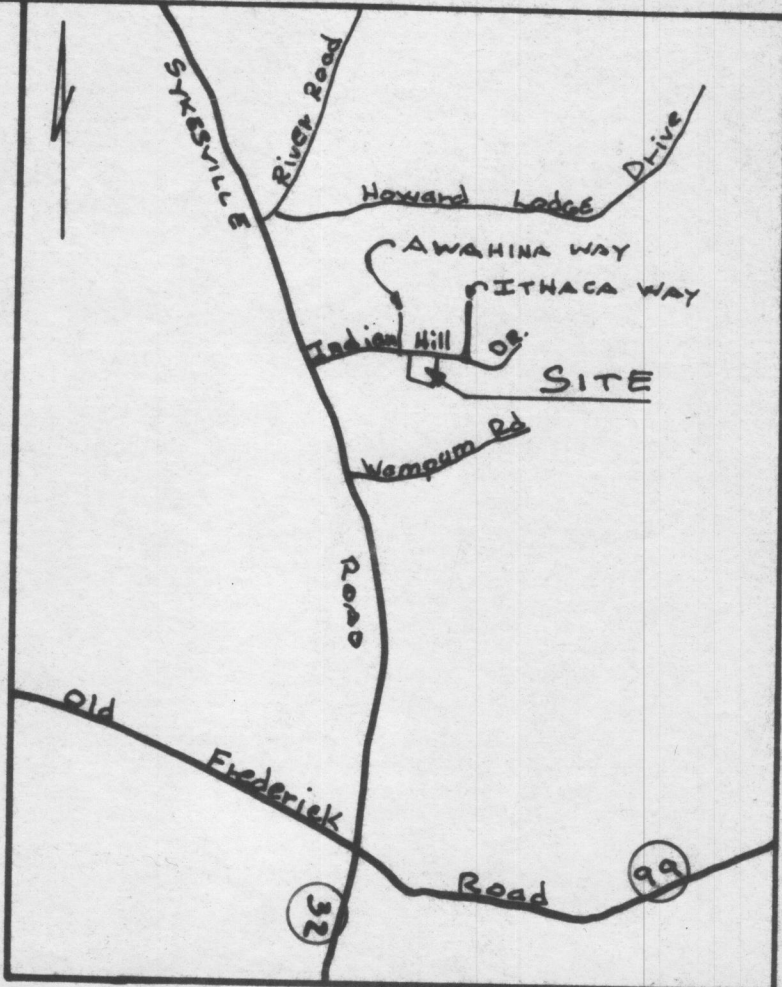 SYKESVILLE
River Road
Howard Lodge Drive
AWAHINA WAY
ITHACA WAY
Indian Hill DR.
SITE
Wampum Rd
ROAD
Old Frederick Road
99
32